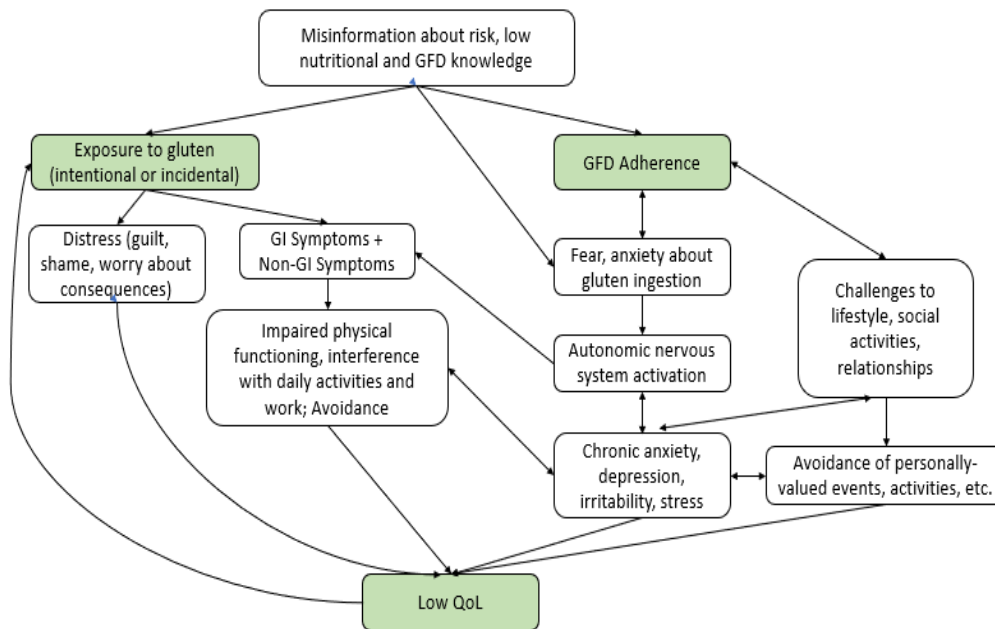 Misinformation about risk, low
nutritional and GFD knowledge
Exposure to gluten
(intentional or incidental)
GFD Adherence
Distress (guilt,
shame, worry about
consequences)
GI Symptoms +
Non-GI Symptoms
Fear, anxiety about
gluten ingestion
Challenges to
lifestyle, social
activities,
relationships
Impaired physical
functioning, interference
with daily activities and
work; Avoidance
Autonomic nervous
system activation
Chronic anxiety,
depression,
irritability, stress
Avoidance of personally-
valued events, activities, etc.
Low QoL